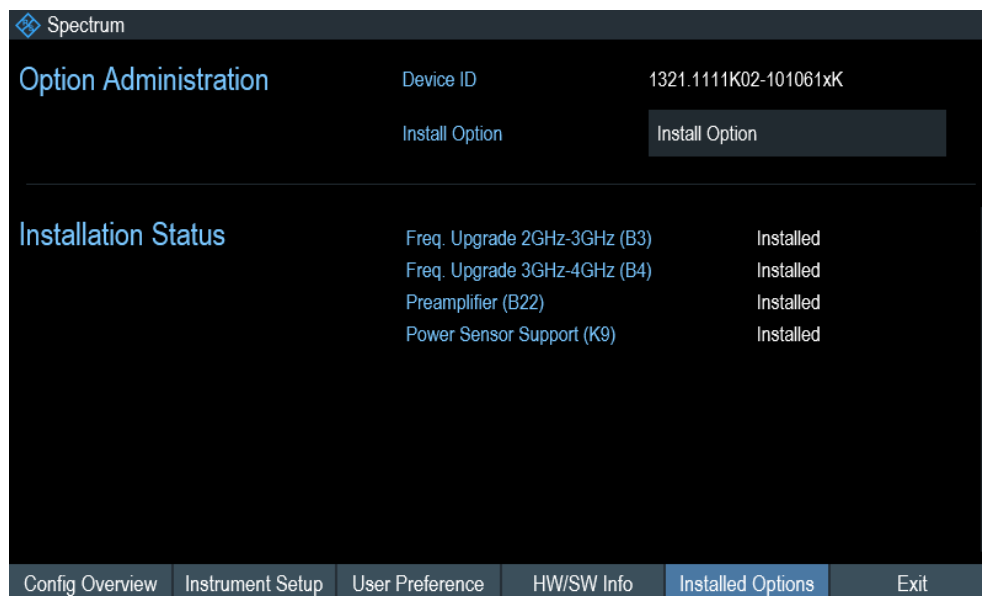 Spectrum
Option Administration
Device ID 1321.1111K02-101061xK
Install Option Install Option
Installation Status
Freq. Upgrade 2GHz-3GHz (B3) Installed
Freq. Upgrade 3GHz-4GHz (B4) Installed
Preamplifier (B22) Installed
Power Sensor Support (K9) Installed
Config Overview Instrument Setup User Preference HW/SW Info Installed Options Exit